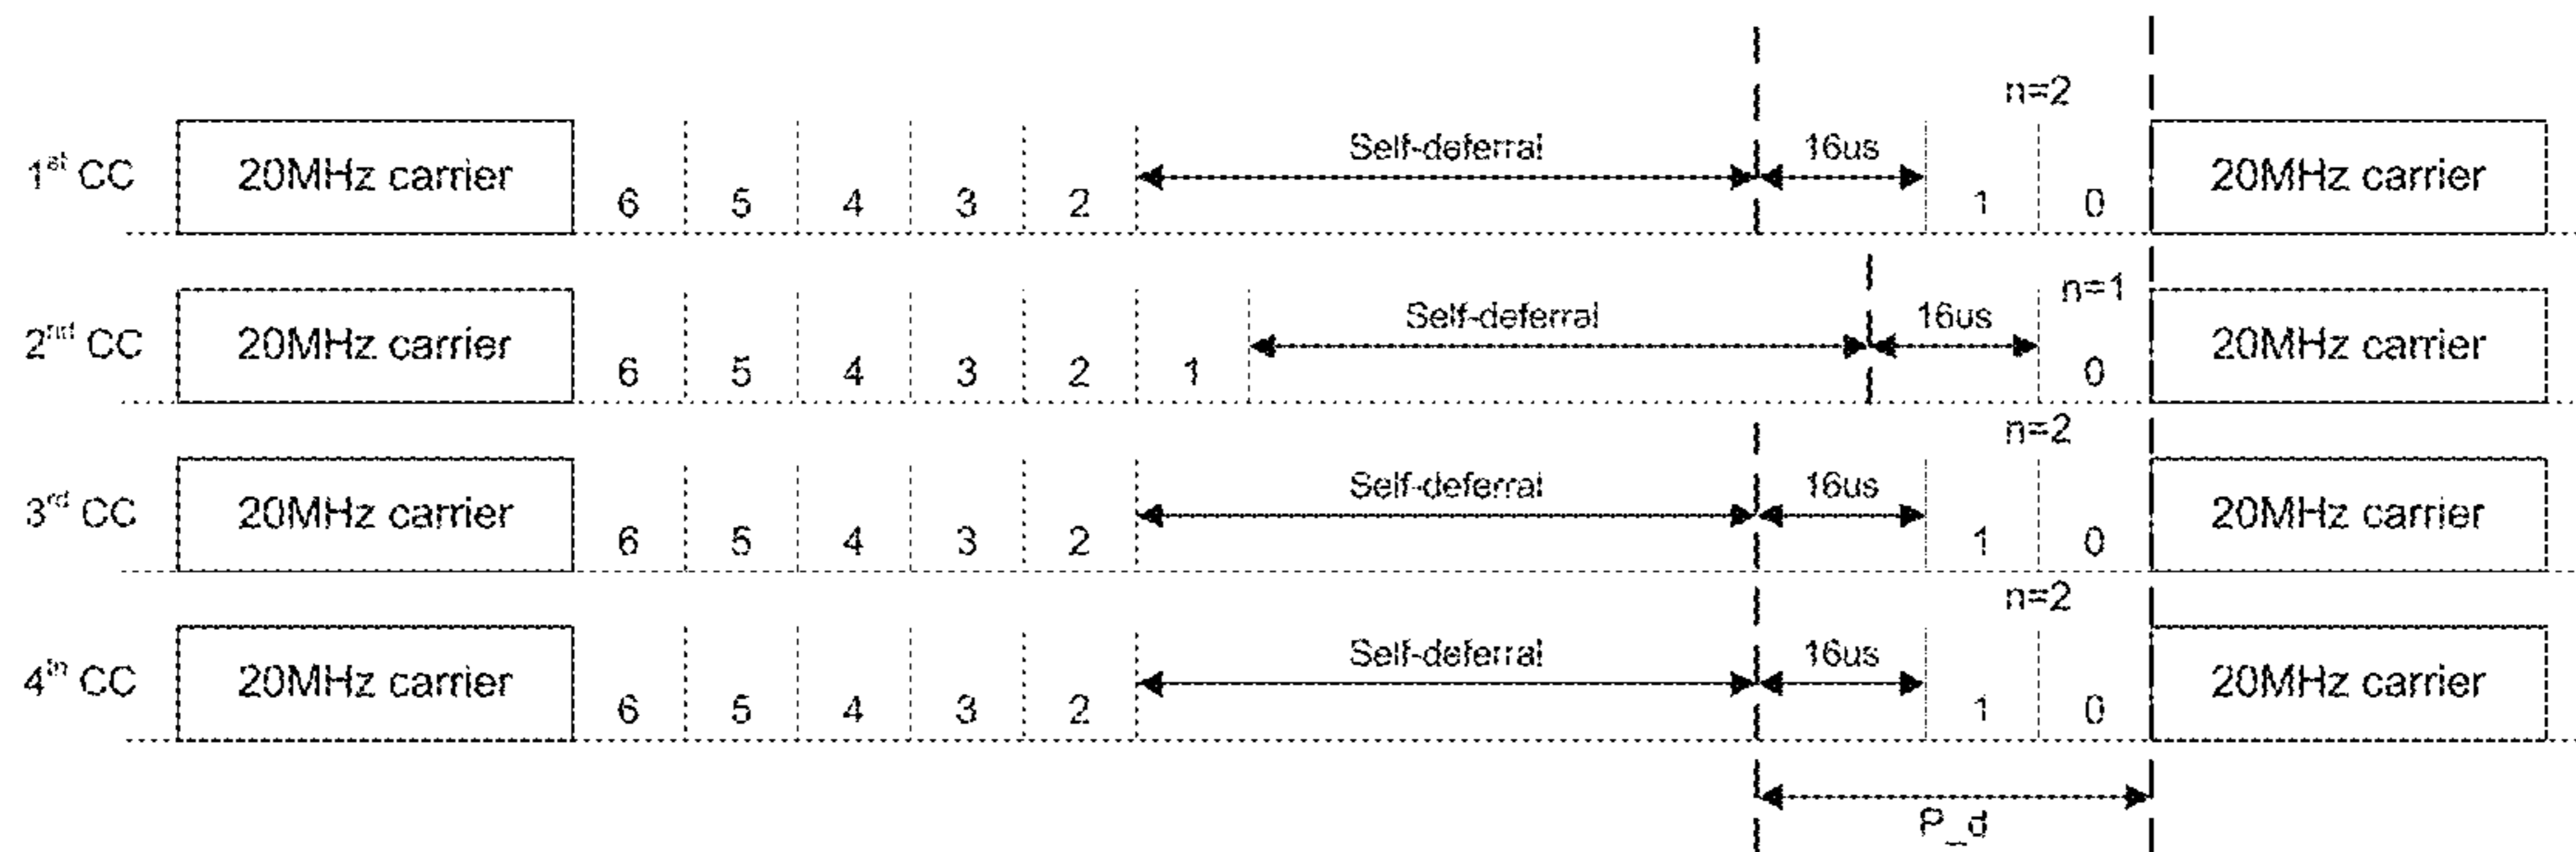 n=2
1st CC 20MHz carrier 6 5 4 3 2 Self-deferral 16us 1 0 20MHz carrier
n=1
2nd CC 20MHz carrier 6 5 4 3 2 1 Self-deferral 16us 0 20MHz carrier
n=2
3rd CC 20MHz carrier 6 5 4 3 2 Self-deferral 16us 1 0 20MHz carrier
n=2
4th CC 20MHz carrier 6 5 4 3 2 Self-deferral 16us 1 0 20MHz carrier
P_d